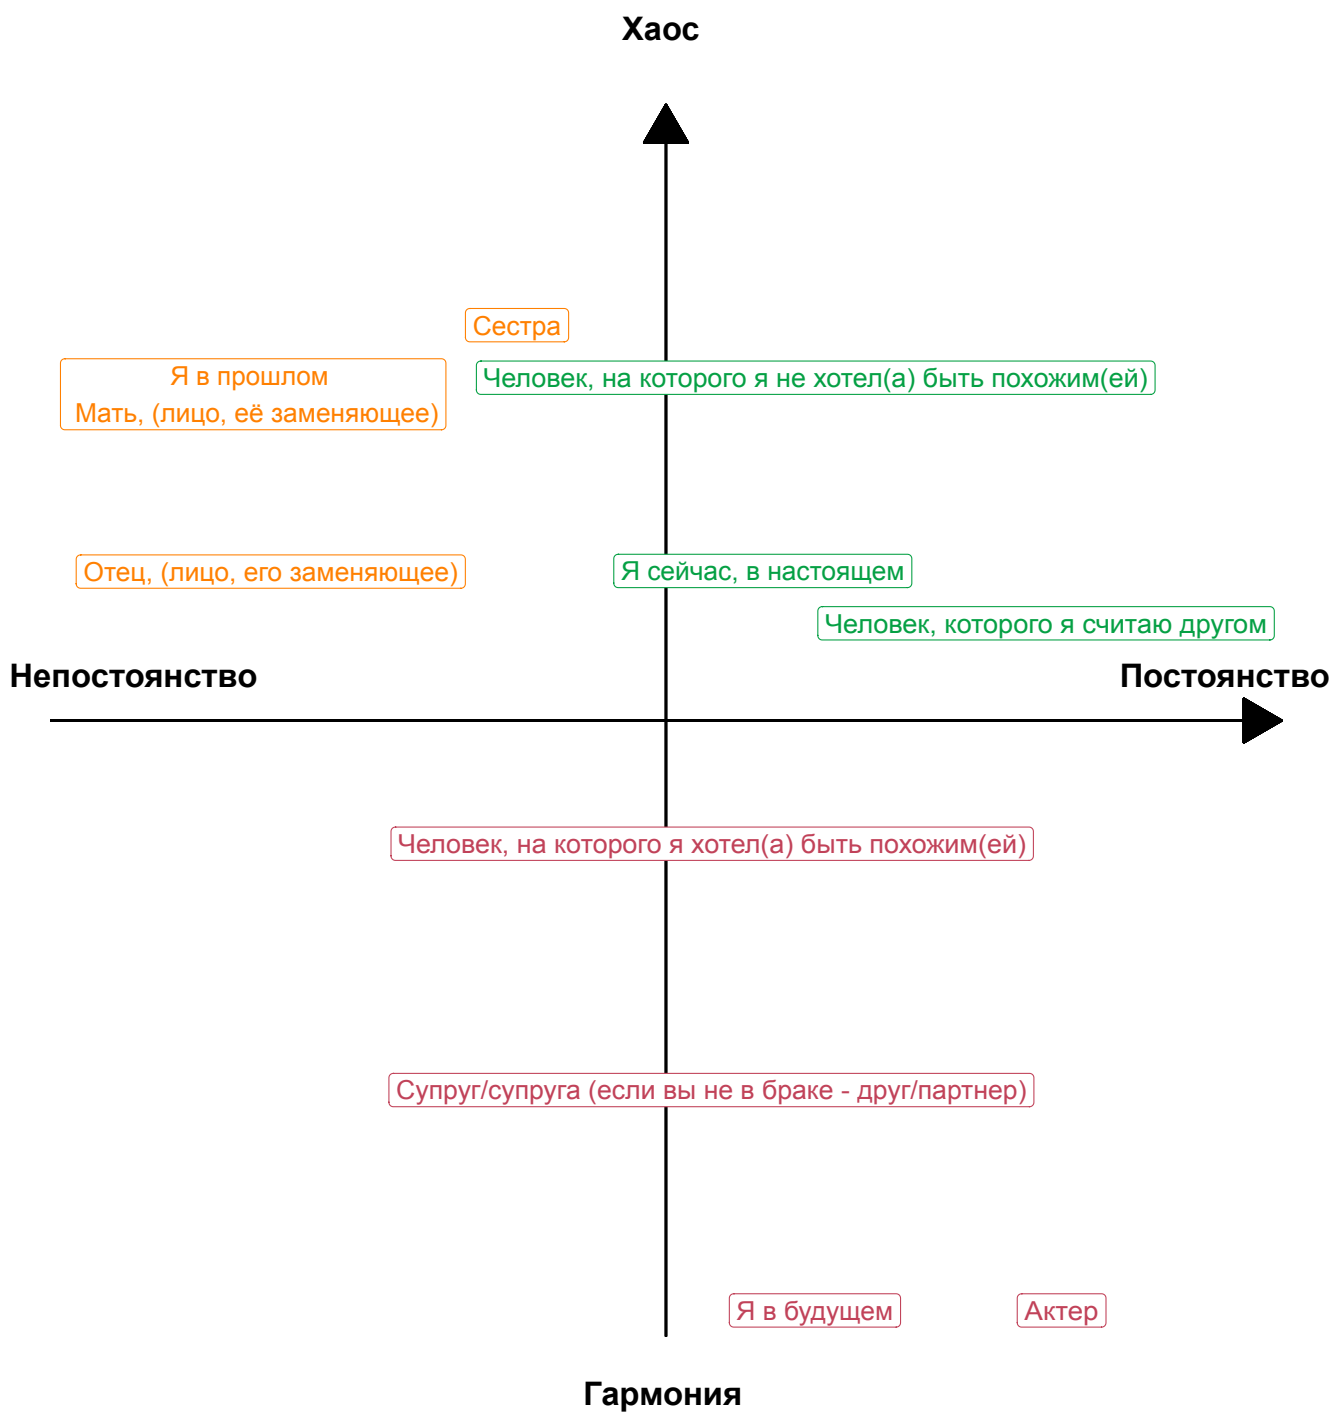 Хаос
Сестра
Я в прошлом
Мать, (лицо, её заменяющее)
Человек, на которого я не хотел(а) быть похожим(ей)
Отец, (лицо, его заменяющее)
Я сейчас, в настоящем
Человек, которого я считаю другом
Непостоянство
Постоянство
Человек, на которого я хотел(а) быть похожим(ей)
Супруг/супруга (если вы не в браке - друг/партнер)
Я в будущем
Актер
Гармония